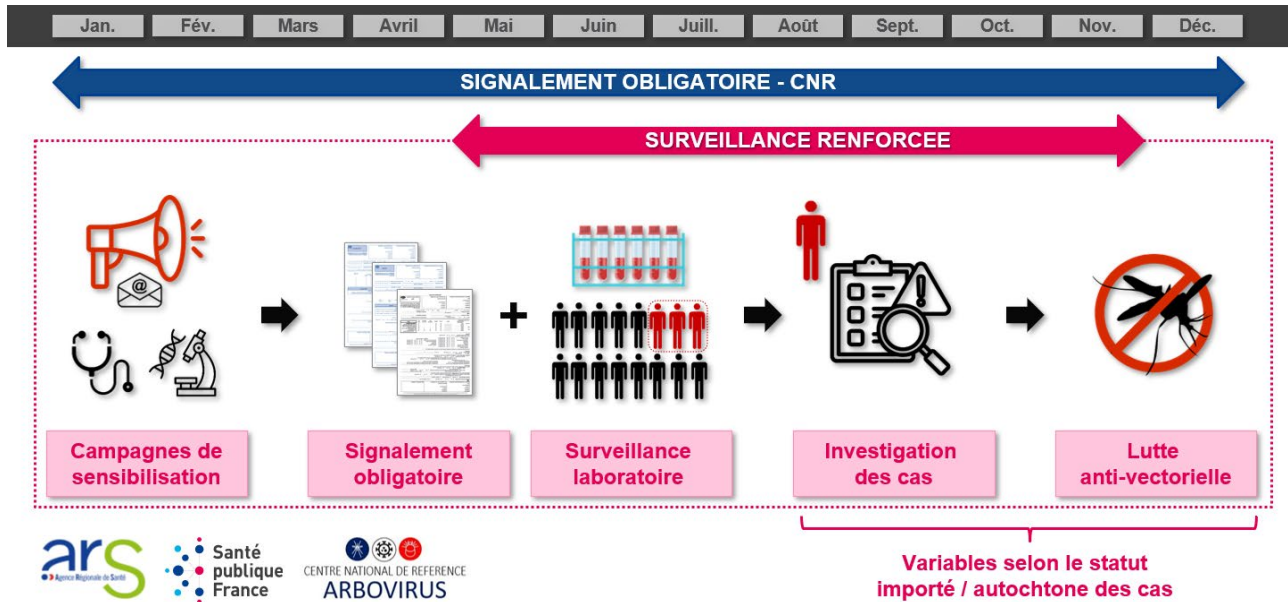 Jan. Fév. Mars Avril Mai Juin Juill. Août Sept. Oct. Nov. Déc.
SIGNALEMENT OBLIGATOIRE - CNR
SURVEILLANCE RENFORCEE
@
Campagnes de
sensibilisation
Signalement
obligatoire
+
Surveillance
laboratoire
Investigation
des cas
Lutte
anti-vectorielle
Variables selon le statut
importé / autochtone des cas
ars
Agence Régionale de Santé
Santé
publique
France
CENTRE NATIONAL DE REFERENCE
ARBOVIRUS